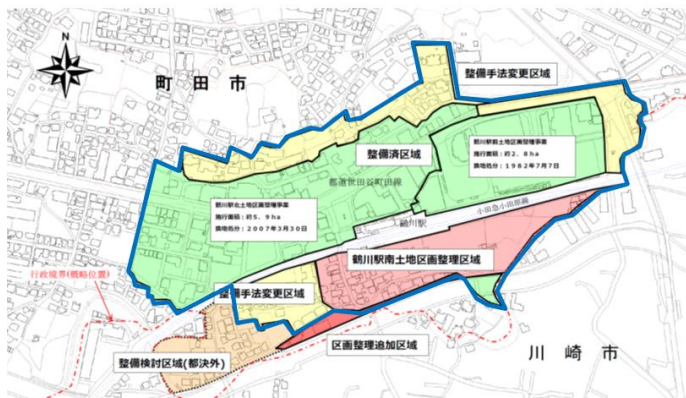 N
町田市
整備手法変更区域
整備済区域
鶴川駅前土地区画整理事業
施行面積:約2.8ha
換地処分:1982年7月7日
都道世田谷町田線
鶴川駅北土地区画整理事業
施行面積:約5.9ha
換地処分:2007年3月30日
小田急小田原線
鶴川駅
鶴川駅南土地区画整理区域
行政境界(概略位置)
整備手法変更区域
区画整理追加区域
整備検討区域(都決外)
川崎市